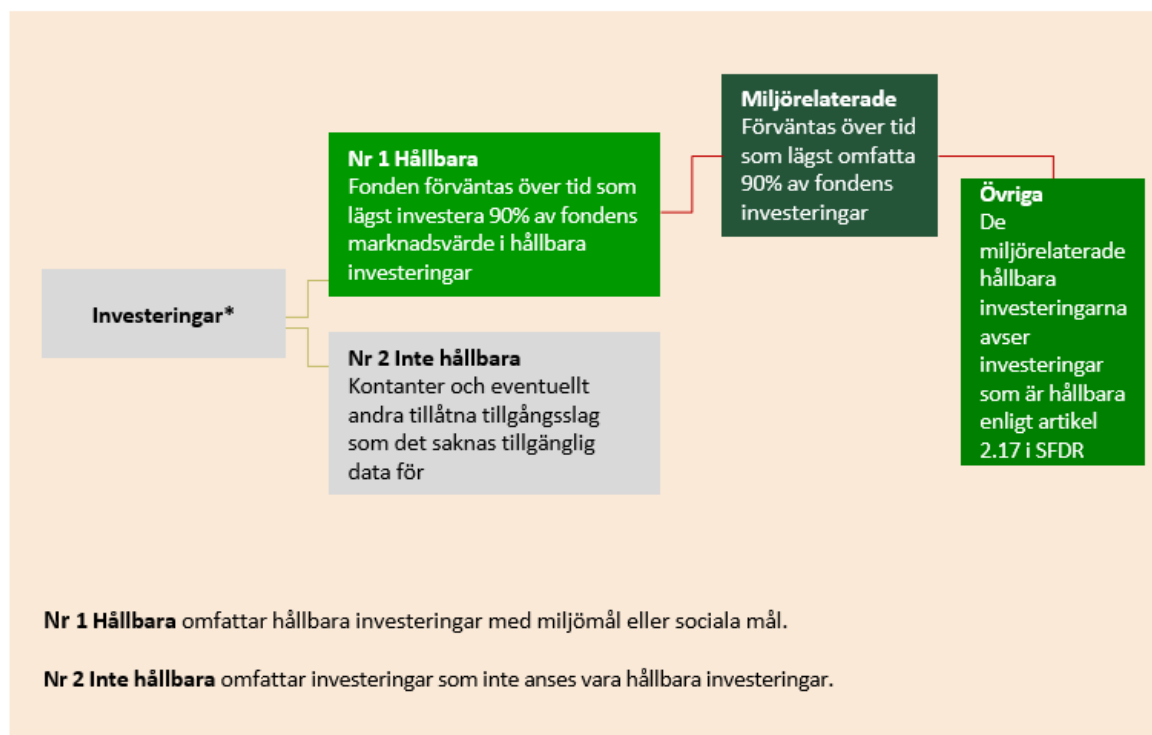 Investeringar*
Nr 1 Hållbara
Fonden förväntas över tid som
lägst investera 90% av fondens
marknadsvärde i hållbara
investeringar
Nr 2 Inte hållbara
Kontanter och eventuellt
andra tillåtna tillgångsslag
som det saknas tillgänglig
data för
Miljörelaterade
Förväntas över tid
som lägst omfatta
90% av fondens
investeringar
Övriga
De
miljörelaterade
hållbara
investeringarna
avser
investeringar
som är hållbara
enligt artikel
2.17 i SFDR
Nr 1 Hållbara omfattar hållbara investeringar med miljömål eller sociala mål.
Nr 2 Inte hållbara omfattar investeringar som inte anses vara hållbara investeringar.